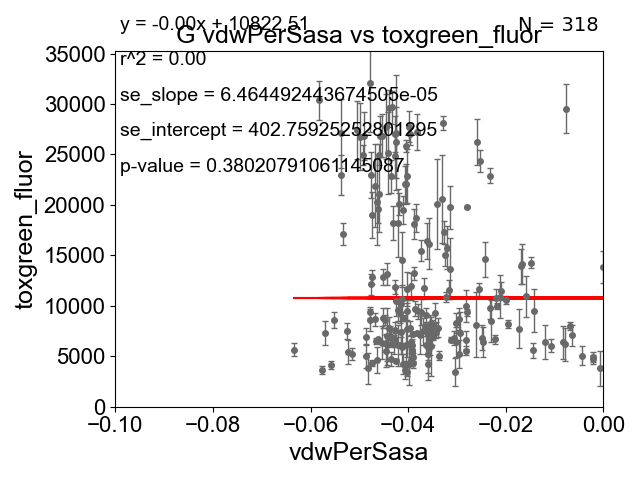 y = -0.00x + 10822.51
N = 318
G vdwPerSasa vs toxgreen_fluor
r^2 = 0.00
se_slope = 6.464492443674505e-05
se_intercept = 402.75925252801295
p-value = 0.38020791061145087
toxgreen_fluor
35000
30000
25000
20000
15000
10000
5000
0
−0.10
−0.08
−0.06
−0.04
−0.02
0.00
vdwPerSasa